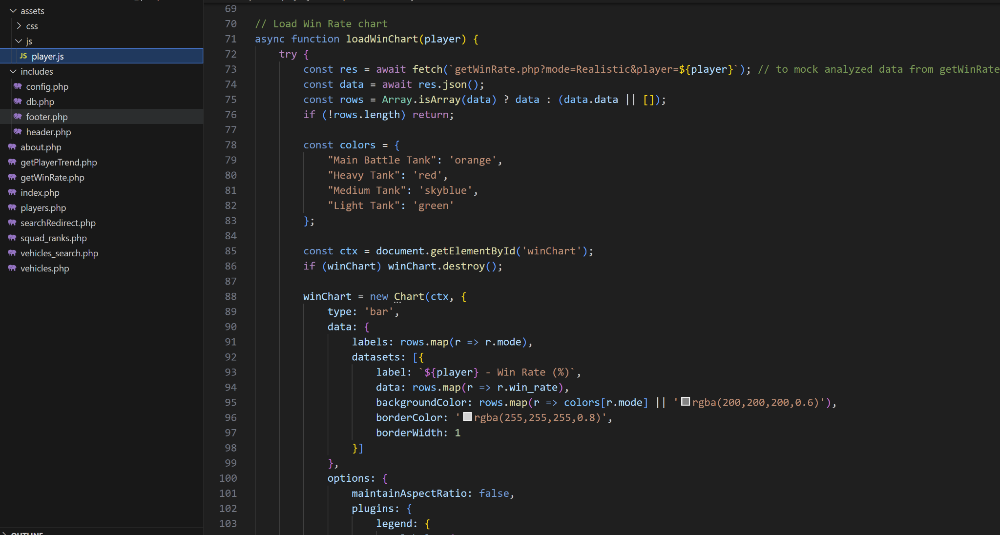 assets
css
js
JS player.js
includes
config.php
db.php
footer.php
header.php
about.php
getPlayerTrend.php
getWinRate.php
index.php
players.php
searchRedirect.php
squad_ranks.php
vehicles_search.php
vehicles.php
OUTLINE
69
70 // Load Win Rate chart
71 async function loadWinChart(player) {
72     try {
73         const res = await fetch(`getWinRate.php?mode=Realistic&player=${player}`); // to mock analyzed data from getWinRate
74         const data = await res.json();
75         const rows = Array.isArray(data) ? data : (data.data || []);
76         if (!rows.length) return;
77
78         const colors = {
79             "Main Battle Tank": 'orange',
80             "Heavy Tank": 'red',
81             "Medium Tank": 'skyblue',
82             "Light Tank": 'green'
83         };
84
85         const ctx = document.getElementById('winChart');
86         if (winChart) winChart.destroy();
87
88         winChart = new Chart(ctx, {
89             type: 'bar',
90             data: {
91                 labels: rows.map(r => r.mode),
92                 datasets: [{
93                     label: `${player} - Win Rate (%)`,
94                     data: rows.map(r => r.win_rate),
95                     backgroundColor: rows.map(r => colors[r.mode] || 'rgba(200,200,200,0.6)'),
96                     borderColor: 'rgba(255,255,255,0.8)',
97                     borderWidth: 1
98                 }]
99             },
100             options: {
101                 maintainAspectRatio: false,
102                 plugins: {
103                     legend: {